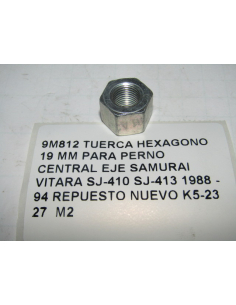 9M812 TUERCA HEXAGONO
19 MM PARA PERNO
CENTRAL EJE SAMURAI
VITARA SJ-410 SJ-413 1988 -
94 REPUESTO NUEVO K5-23
27 M2